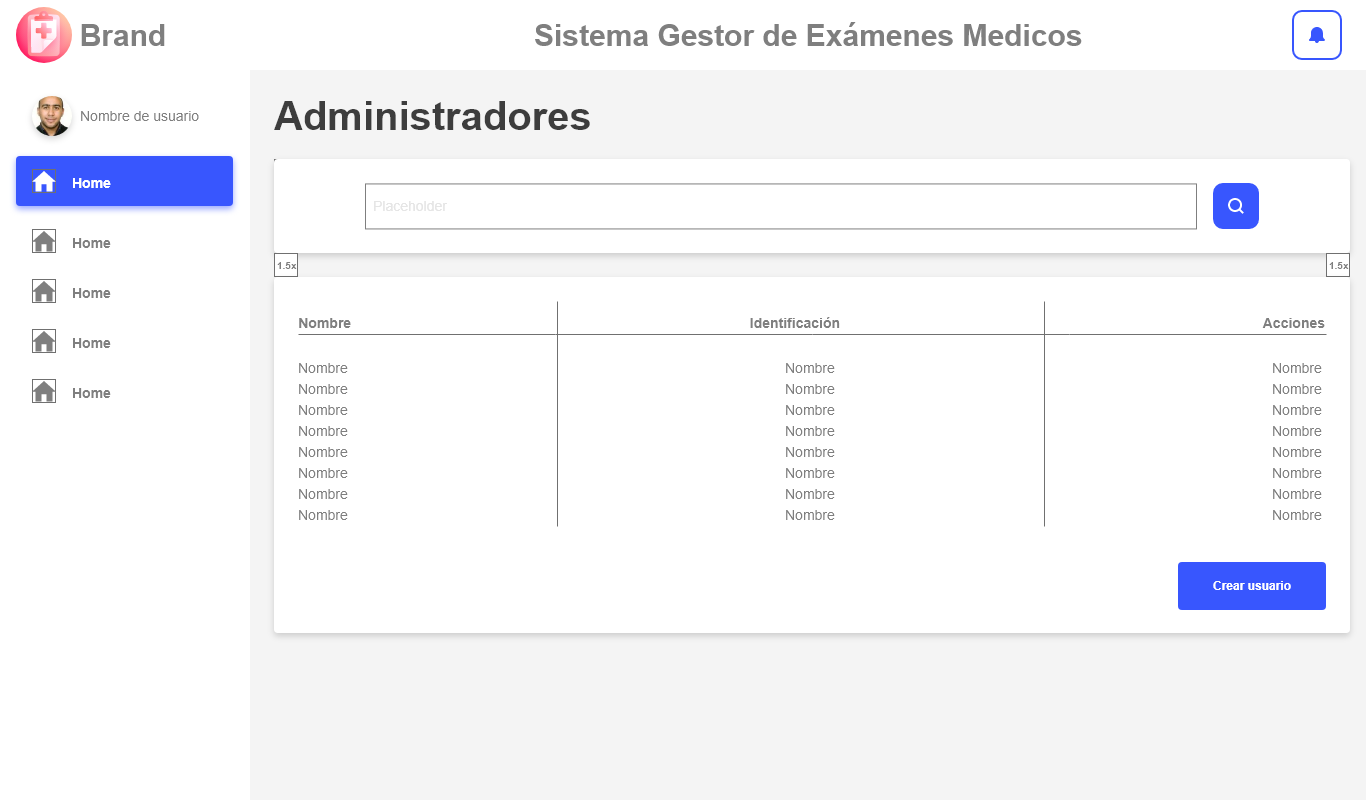 Brand
Sistema Gestor de Exámenes Medicos
Nombre de usuario
Home
Home
Home
Home
Home
Administradores
Placeholder
1.5x 1.5x
Nombre Identificación Acciones
Nombre Nombre Nombre
Nombre Nombre Nombre
Nombre Nombre Nombre
Nombre Nombre Nombre
Nombre Nombre Nombre
Nombre Nombre Nombre
Nombre Nombre Nombre
Nombre Nombre Nombre
Crear usuario